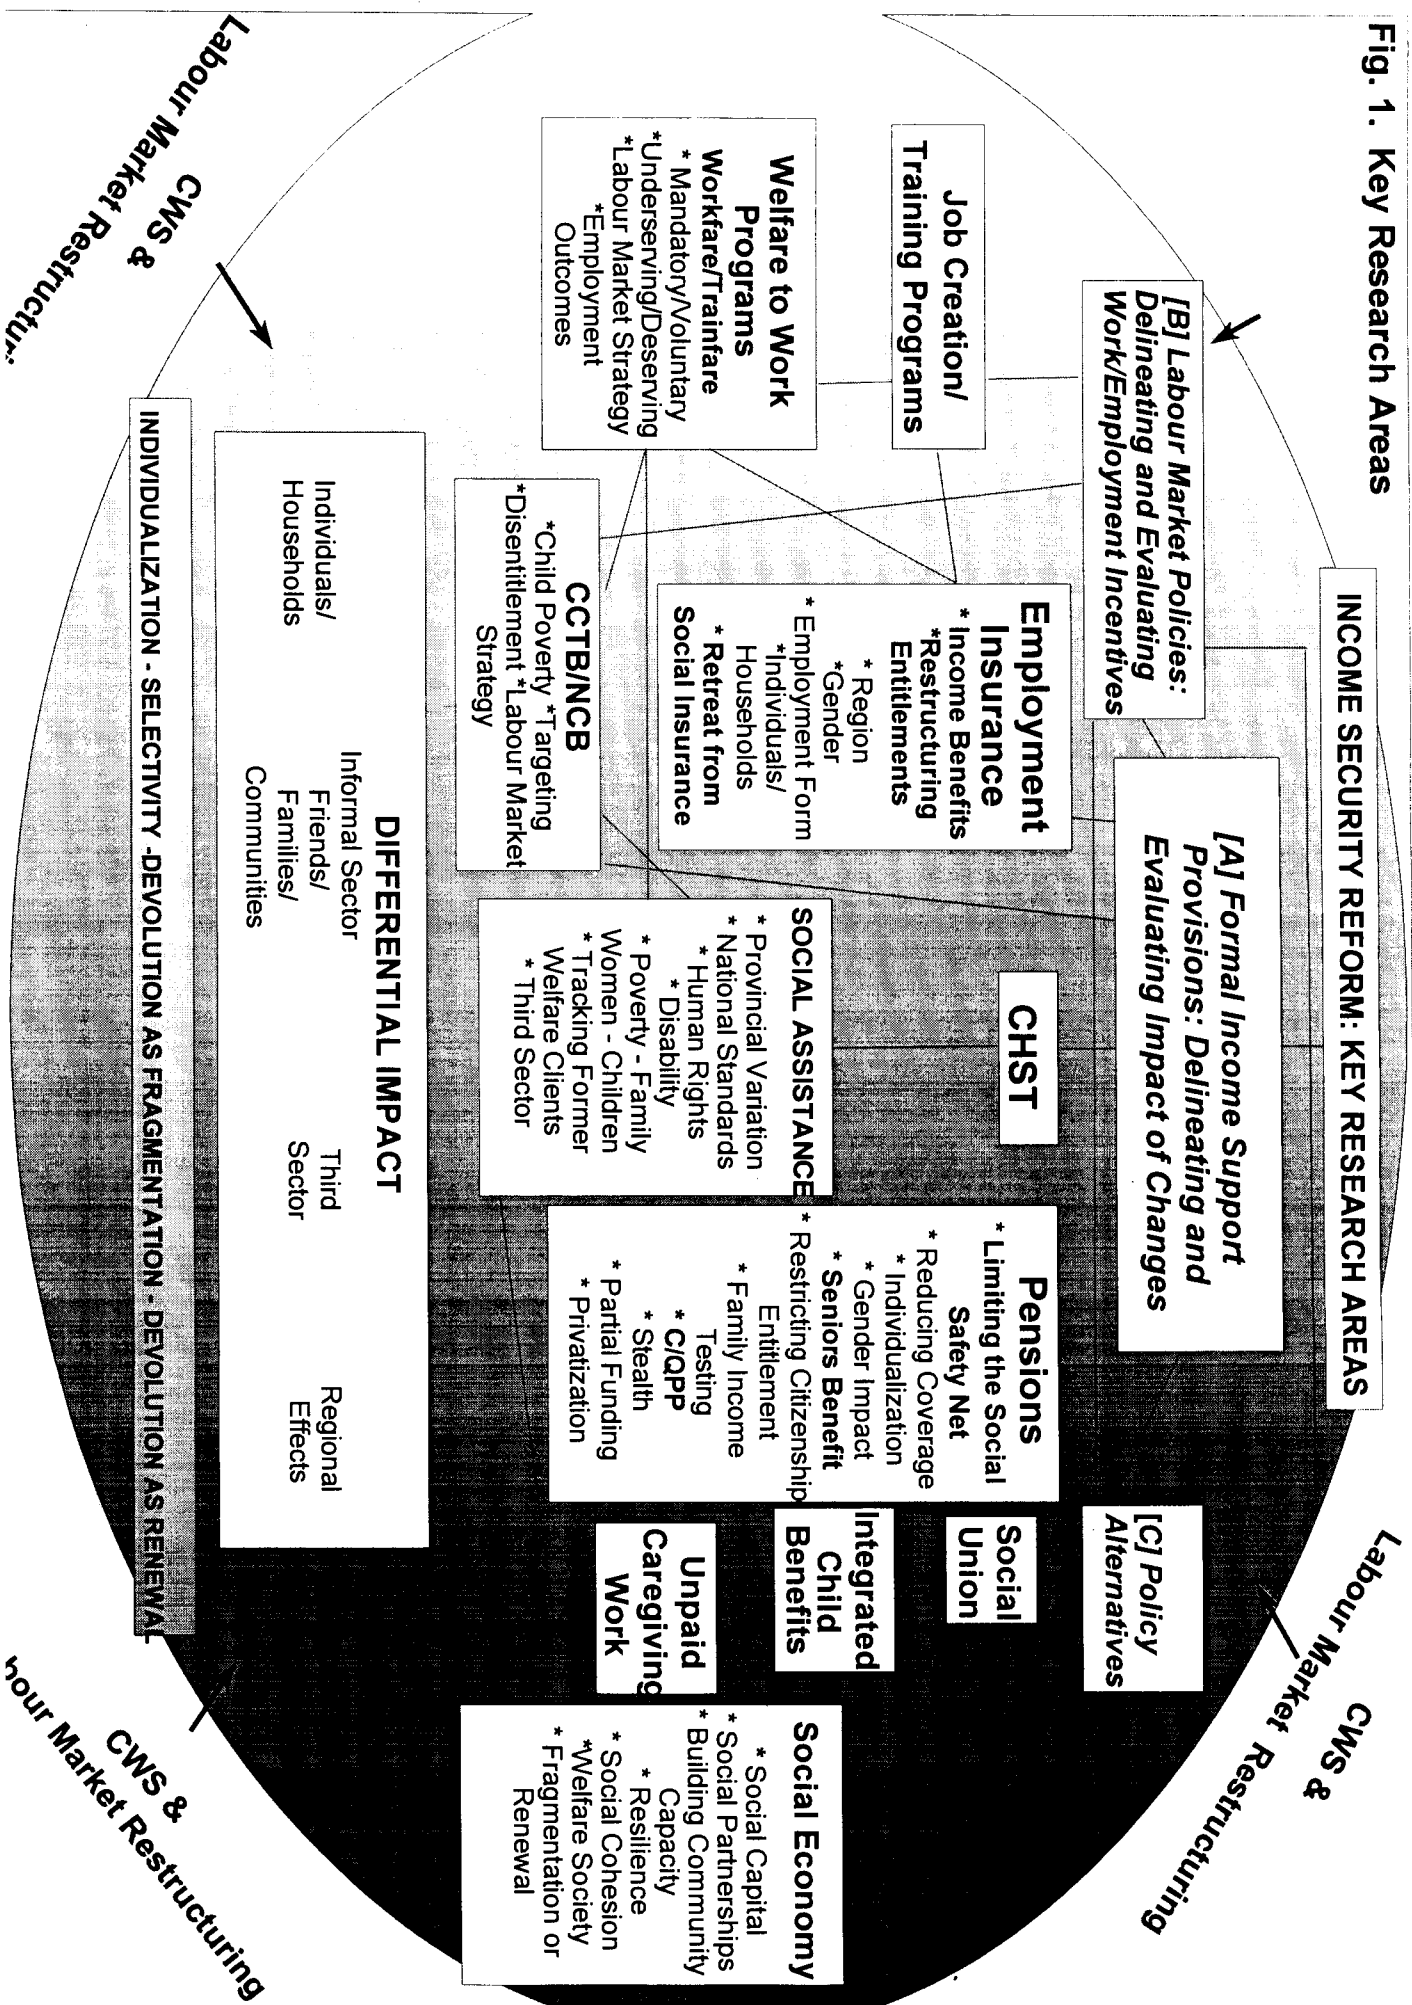 Fig. 1. Key Research Areas
INCOME SECURITY REFORM: KEY RESEARCH AREAS
CWS &
Labour Market Restructuring
[B] Labour Market Policies:
Delineating and Evaluating
Work/Employment Incentives
[A] Formal Income Support
Provisions: Delineating and
Evaluating Impact of Changes
[C] Policy
Alternatives
Job Creation/
Training Programs
Welfare to Work
Programs
Workfare/Trainfare
* Mandatory/Voluntary
*Underserving/Deserving
*Labour Market Strategy
*Employment
Outcomes
Employment
Insurance
* Income Benefits
*Restructuring
Entitlements
* Region
*Gender
* Employment Form
*Individuals/
Households
* Retreat from
Social Insurance
CCTB/NCB
*Child Poverty *Targeting
*Disentitlement *Labour Market
Strategy
CHST
SOCIAL ASSISTANCE
* Provincial Variation
* National Standards
* Human Rights
* Disability
* Poverty - Family
Women - Children
* Tracking Former
Welfare Clients
* Third Sector
Pensions
* Limiting the Social
Safety Net
* Reducing Coverage
* Individualization
* Gender Impact
* Seniors Benefit
* Restricting Citizenship
Entitlement
* Family Income
Testing
* C/QPP
* Stealth
* Partial Funding
* Privatization
Social
Union
Integrated
Child
Benefits
Unpaid
Caregiving
Work
Social Economy
* Social Capital
* Social Partnerships
* Building Community
Capacity
* Resilience
* Social Cohesion
*Welfare Society
* Fragmentation or
Renewal
DIFFERENTIAL IMPACT
Individuals/
Households
Informal Sector
Friends/
Families/
Communities
Third
Sector
Regional
Effects
INDIVIDUALIZATION - SELECTIVITY -DEVOLUTION AS FRAGMENTATION - DEVOLUTION AS RENEWAL
CWS &
Labour Market Restructuri
CWS &
bour Market Restructuring